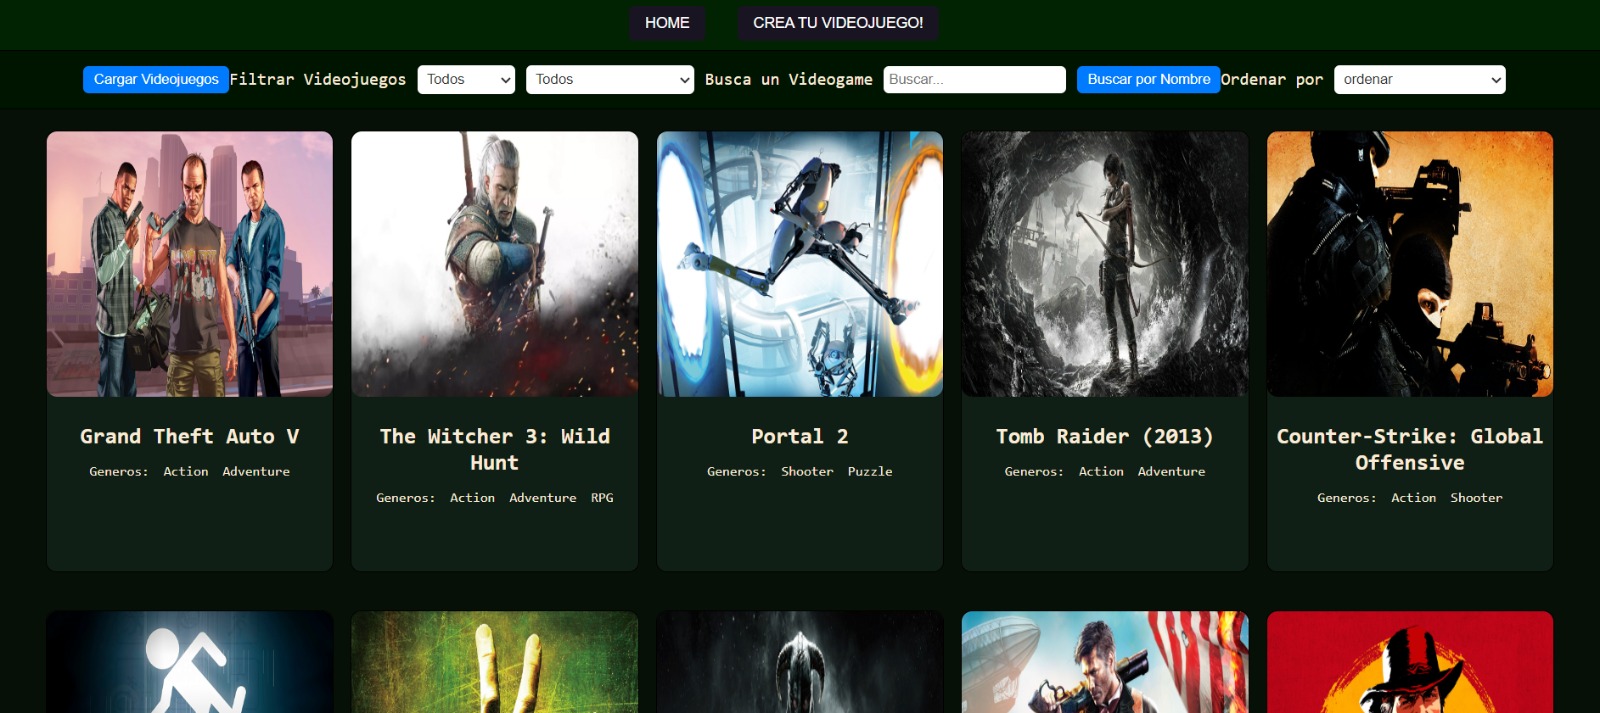 HOME CREA TU VIDEOJUEGO!
Cargar Videojuegos Filtrar Videojuegos Todos Todos Busca un Videogame Buscar... Buscar por Nombre Ordenar por ordenar
Grand Theft Auto V
Generos: Action Adventure
The Witcher 3: Wild
Hunt
Generos: Action Adventure RPG
Portal 2
Generos: Shooter Puzzle
Tomb Raider (2013)
Generos: Action Adventure
Counter-Strike: Global
Offensive
Generos: Action Shooter